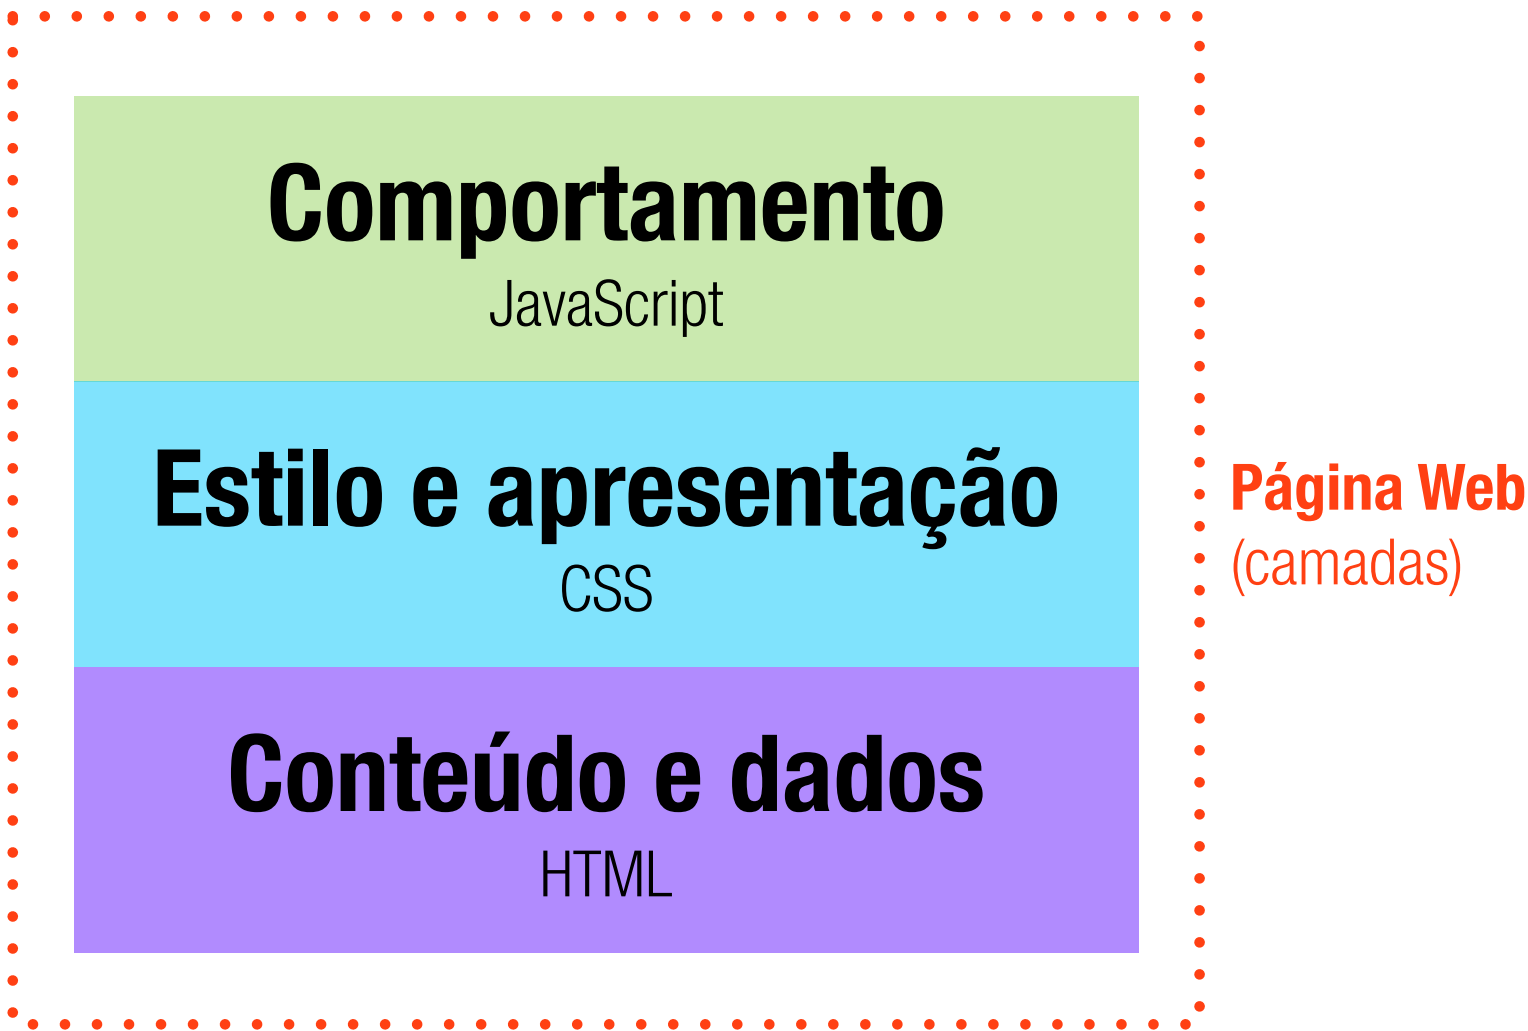 Comportamento
JavaScript
Estilo e apresentação
CSS
Conteúdo e dados
HTML
Página Web
(camadas)